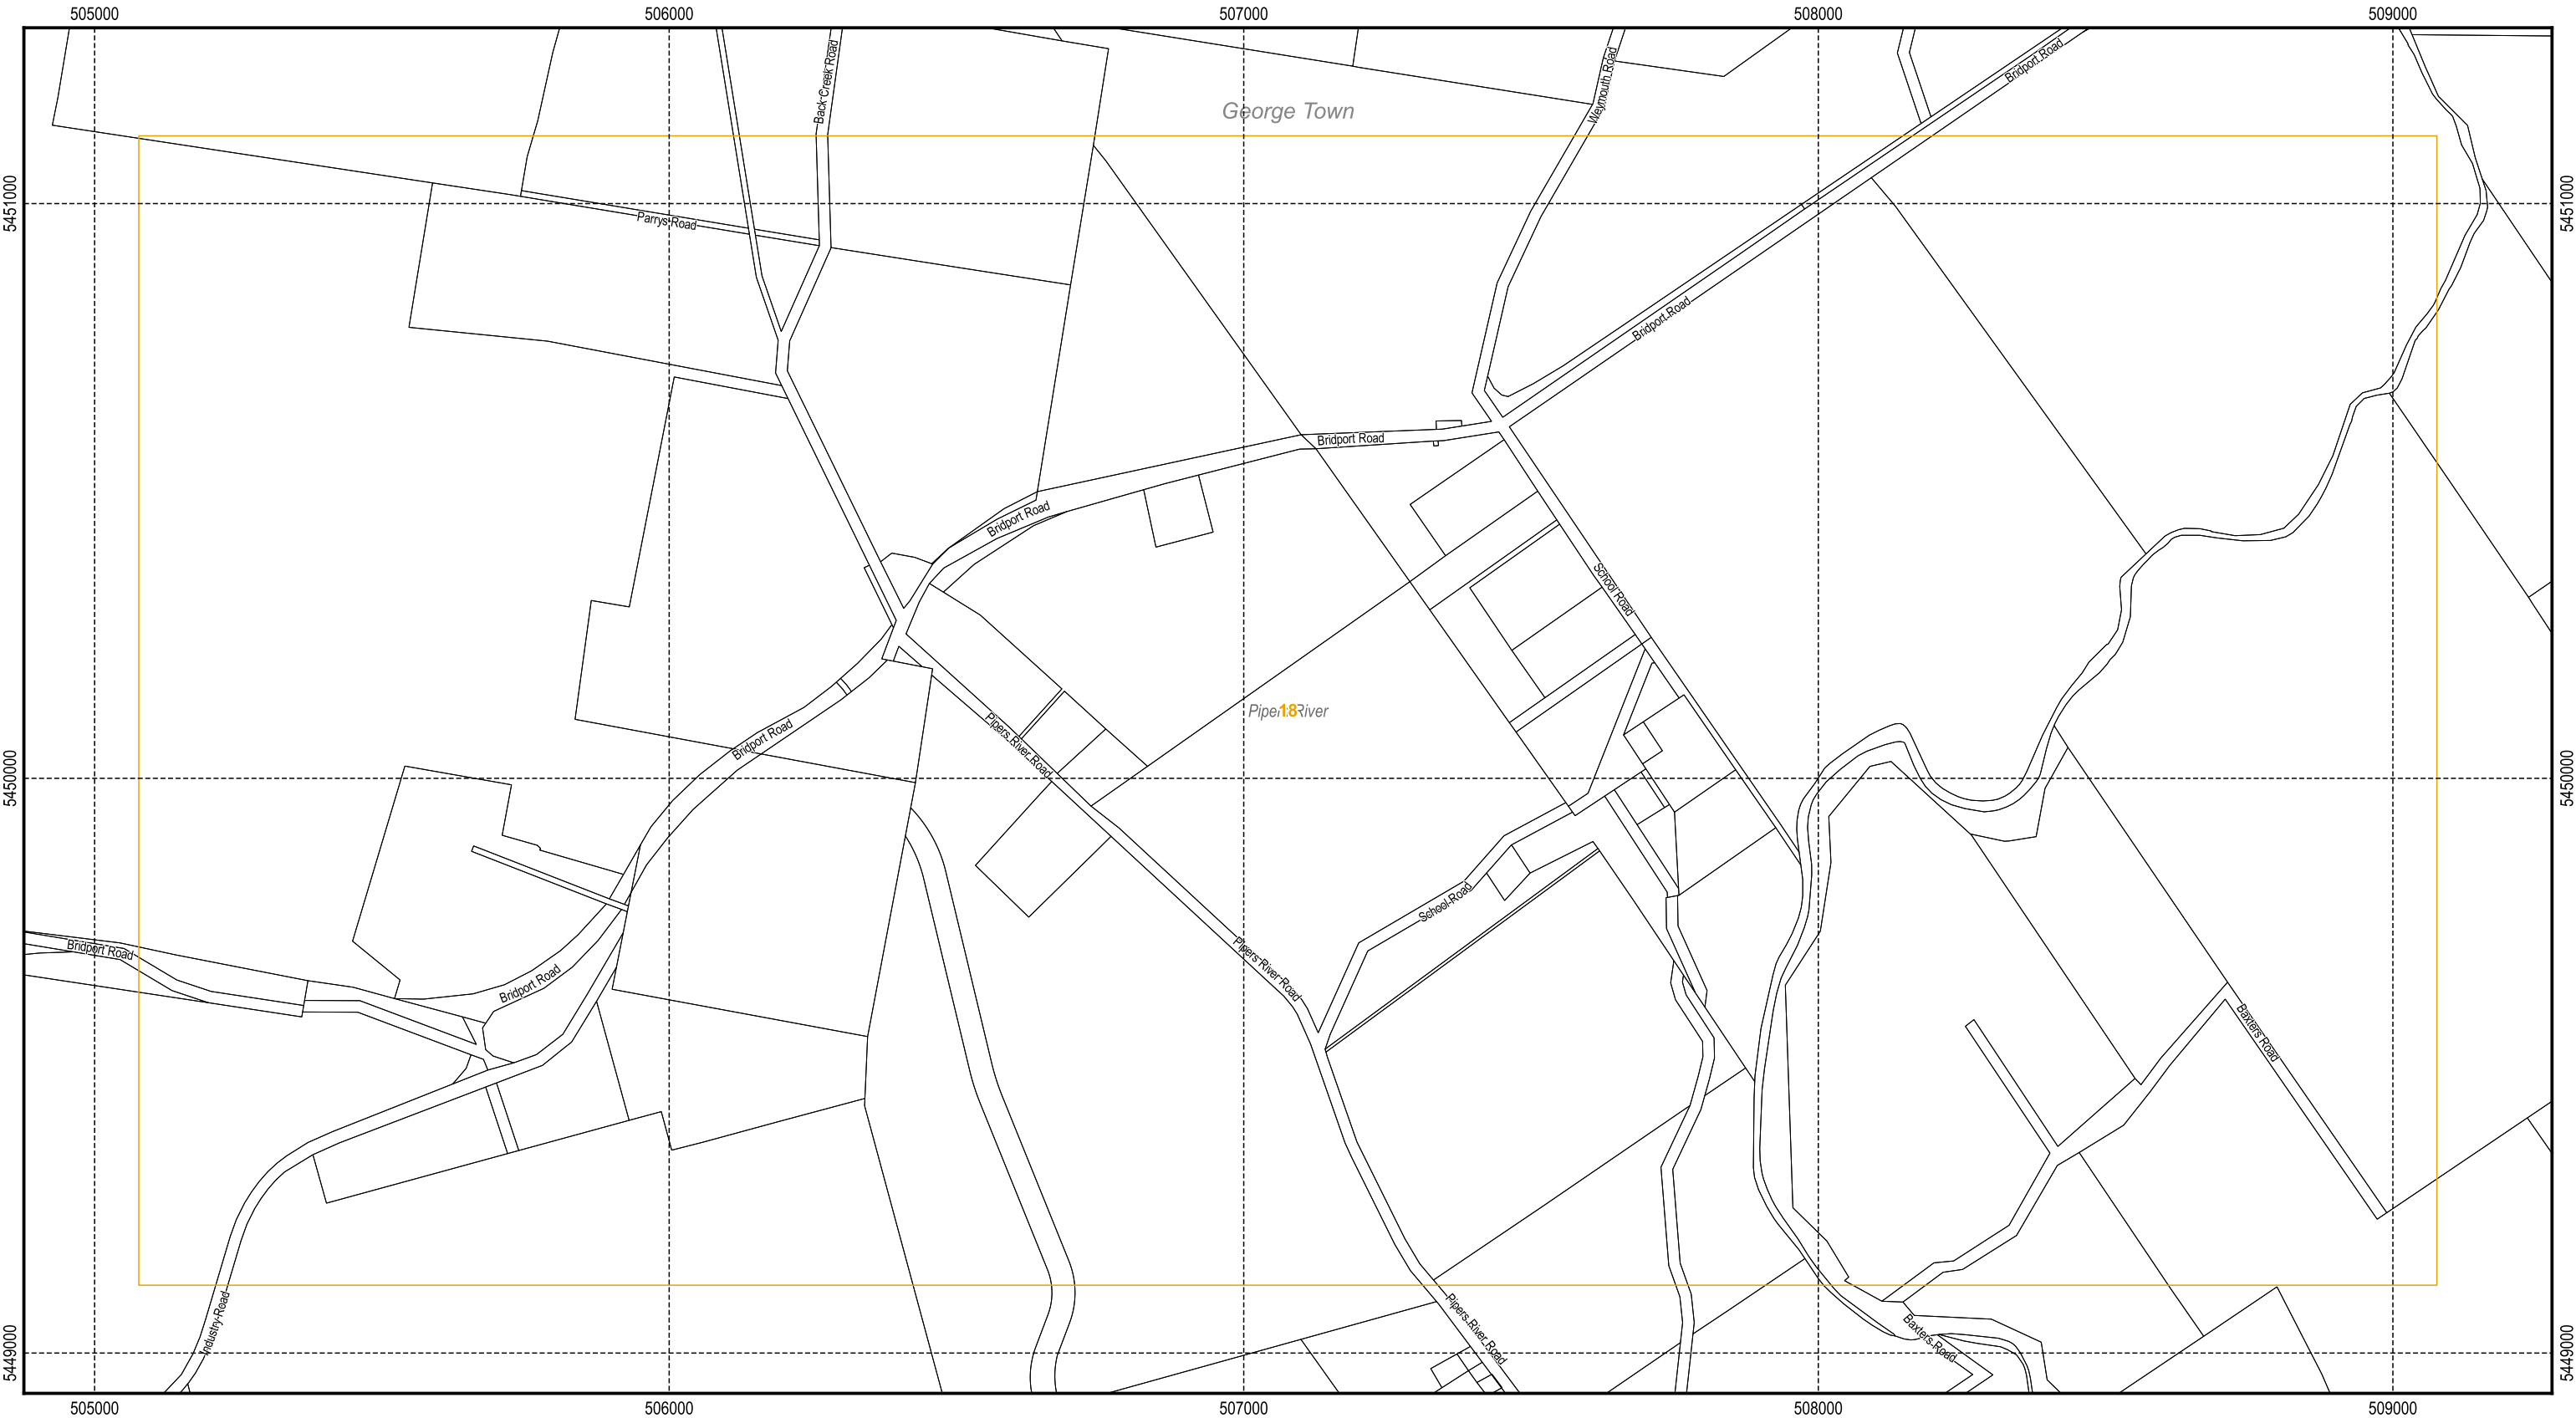 505000 506000 507000 508000 509000
Back Creek Road
Weymouth Road
Bridport Road
George Town
5451000
5451000
Parrys Road
Bridport Road
Bridport Road
Bridport Road
School Road
18
River
Pipers River Road
Bridport Road
5450000
5450000
School Road
Bridport Road
Pipers River Road
Bridport Road
Baxters Road
Industry Road
Pipers River Road
Baxters Road
5449000
5449000
505000 506000 507000 508000 509000